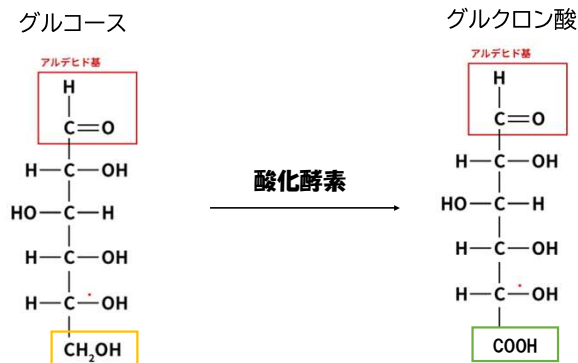 グルコース
アルデヒド基
H
C=O
H-C-OH
HO-C-H
H-C-OH
H-C-OH
CH₂OH
酸化酵素
グルクロン酸
アルデヒド基
H
C=O
H-C-OH
HO-C-H
H-C-OH
H-C-OH
COOH